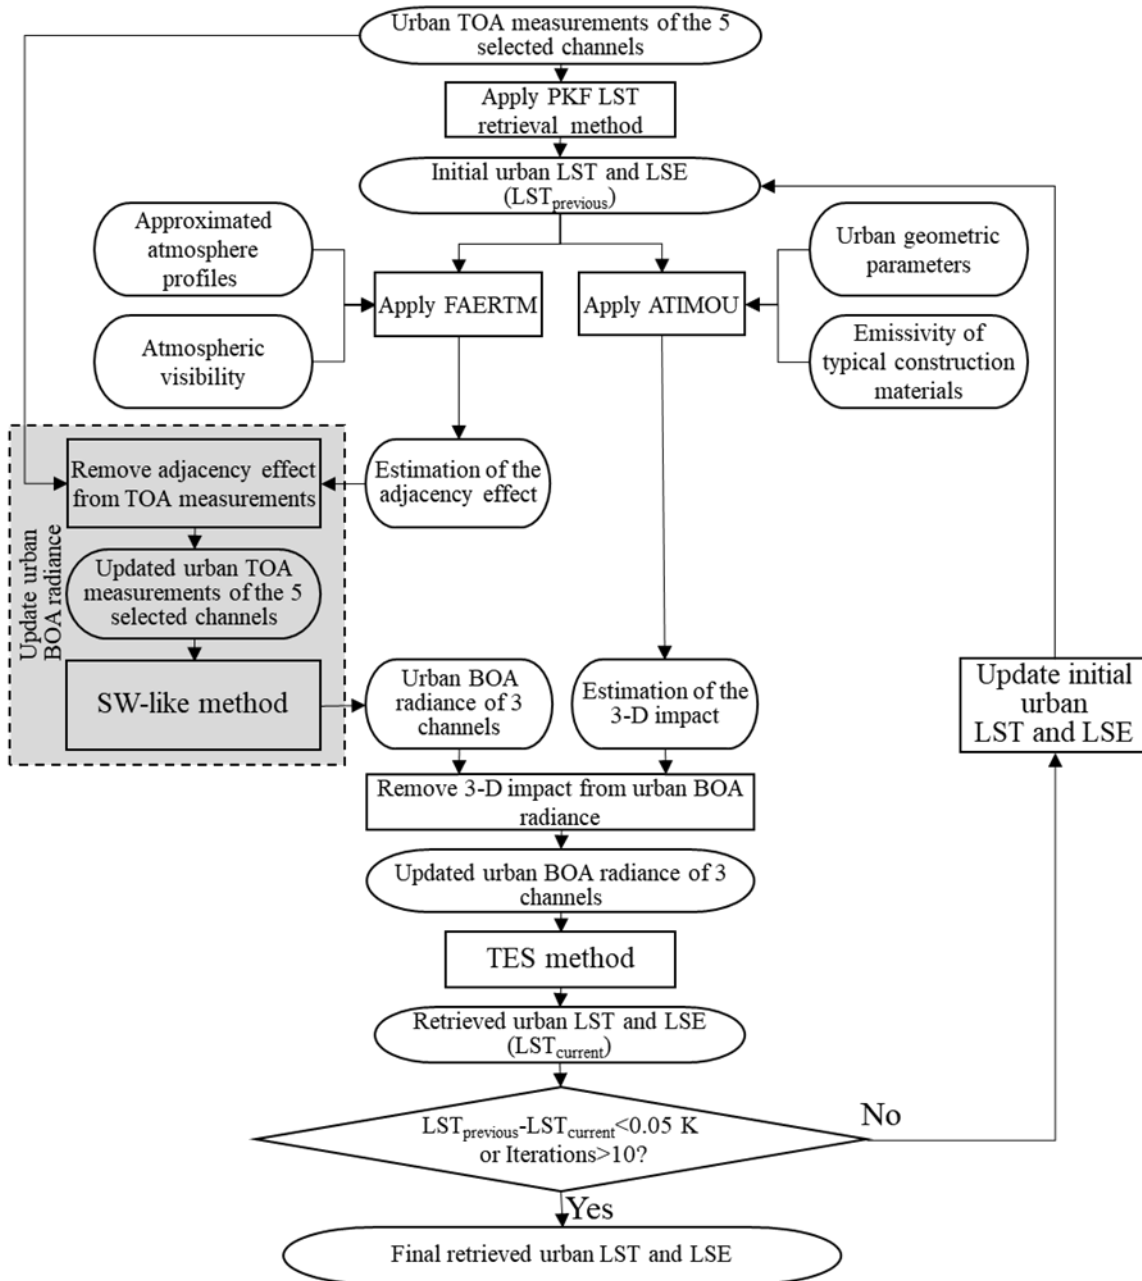 Urban TOA measurements of the 5
selected channels
Apply PKF LST
retrieval method
Initial urban LST and LSE
(LSTprevious)
Approximated
atmosphere
profiles
Urban geometric
parameters
Apply FAERTM
Apply ATIMOU
Atmospheric
visibility
Emissivity of
typical construction
materials
Remove adjacency effect
from TOA measurements
Estimation of the
adjacency effect
Update urban
BOA radiance
Updated urban TOA
measurements of the 5
selected channels
SW-like method
Urban BOA
radiance of 3
channels
Estimation of the
3-D impact
Update initial
urban
LST and LSE
Remove 3-D impact from urban BOA
radiance
Updated urban BOA radiance of 3
channels
TES method
Retrieved urban LST and LSE
(LSTcurrent)
LSTprevious-LSTcurrent<0.05 K
or Iterations>10?
No
Yes
Final retrieved urban LST and LSE